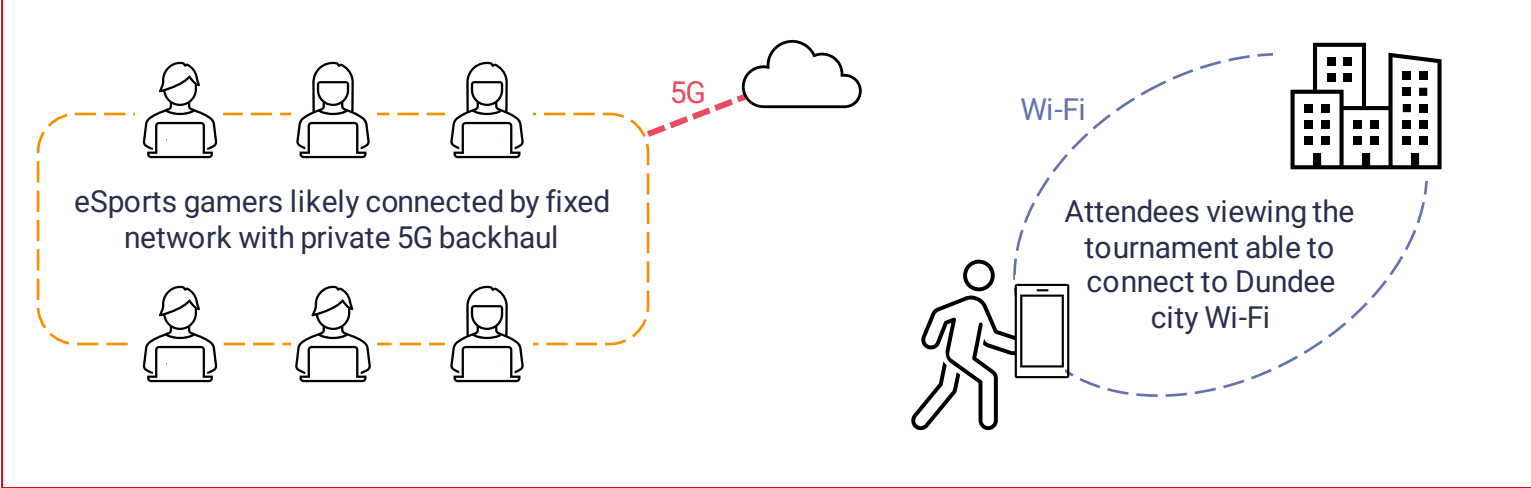 5G
Wi-Fi
eSports gamers likely connected by fixed
network with private 5G backhaul
Attendees viewing the
tournament able to
connect to Dundee
city Wi-Fi